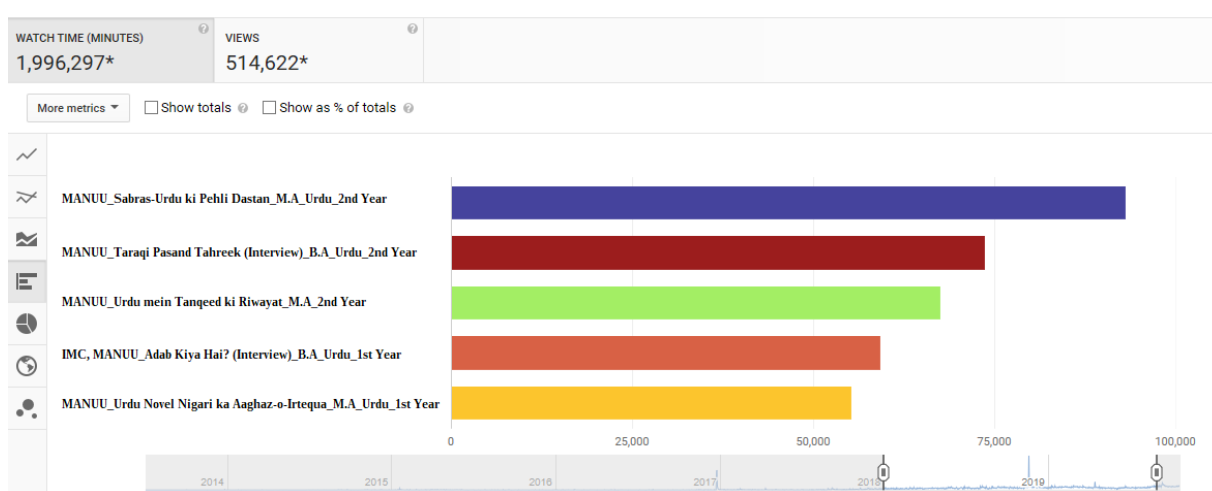 WATCH TIME (MINUTES)
1,996,297*
VIEWS
514,622*
More metrics
Show totals
Show as % of totals
MANUU_Sabras-Urdu ki Pehli Dastan_M.A_Urdu_2nd Year
MANUU_Taraqi Pasand Tahreek (Interview)_B.A_Urdu_2nd Year
MANUU_Urdu mein Tanqeed ki Riwayat_M.A_2nd Year
IMC, MANUU_Adab Kiya Hai? (Interview)_B.A_Urdu_1st Year
MANUU_Urdu Novel Nigari ka Aaghaz-o-Irtequa_M.A_Urdu_1st Year
0 25,000 50,000 75,000 100,000
2014 2015 2016 2017 2018 2019